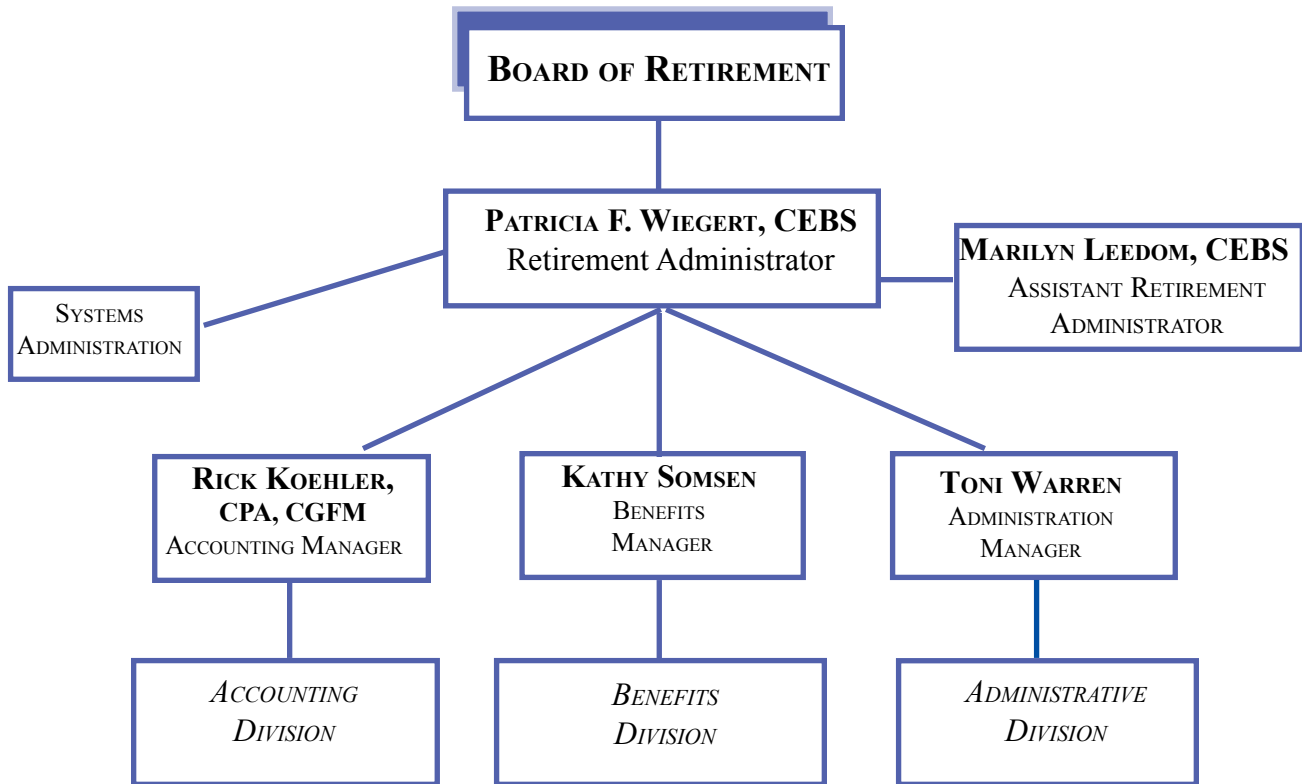 BOARD OF RETIREMENT
PATRICIA F. WIEGERT, CEBS
Retirement Administrator
MARILYN LEEDOM, CEBS
ASSISTANT RETIREMENT
ADMINISTRATOR
SYSTEMS
ADMINISTRATION
RICK KOEHLER,
CPA, CGFM
ACCOUNTING MANAGER
KATHY SOMSEN
BENEFITS
MANAGER
TONI WARREN
ADMINISTRATION
MANAGER
ACCOUNTING
DIVISION
BENEFITS
DIVISION
ADMINISTRATIVE
DIVISION